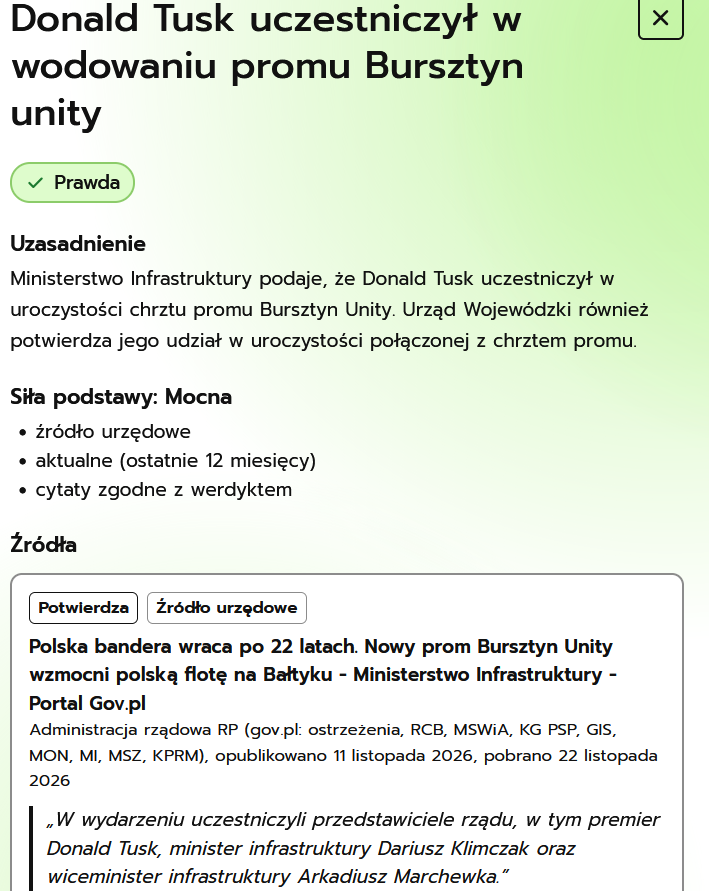 Donald Tusk uczestniczył w
wodowaniu promu Bursztyn
unity
Prawda
Uzasadnienie
Ministerstwo Infrastruktury podaje, że Donald Tusk uczestniczył w
uroczystości chrztu promu Bursztyn Unity. Urząd Wojewódzki również
potwierdza jego udział w uroczystości połączonej z chrztem promu.
Siła podstawy: Mocna
• źródło urzędowe
• aktualne (ostatnie 12 miesięcy)
• cytaty zgodne z werdyktem
Źródła
Potwierdza Źródło urzędowe
Polska bandera wraca po 22 latach. Nowy prom Bursztyn Unity
wzmocni polską flotę na Bałtyku - Ministerstwo Infrastruktury -
Portal Gov.pl
Administracja rządowa RP (gov.pl: ostrzeżenia, RCB, MSWiA, KG PSP, GIS,
MON, MI, MSZ, KPRM), opublikowano 11 listopada 2026, pobrano 22 listopada
2026
„W wydarzeniu uczestniczyli przedstawiciele rządu, w tym premier
Donald Tusk, minister infrastruktury Dariusz Klimczak oraz
wiceminister infrastruktury Arkadiusz Marchewka.”